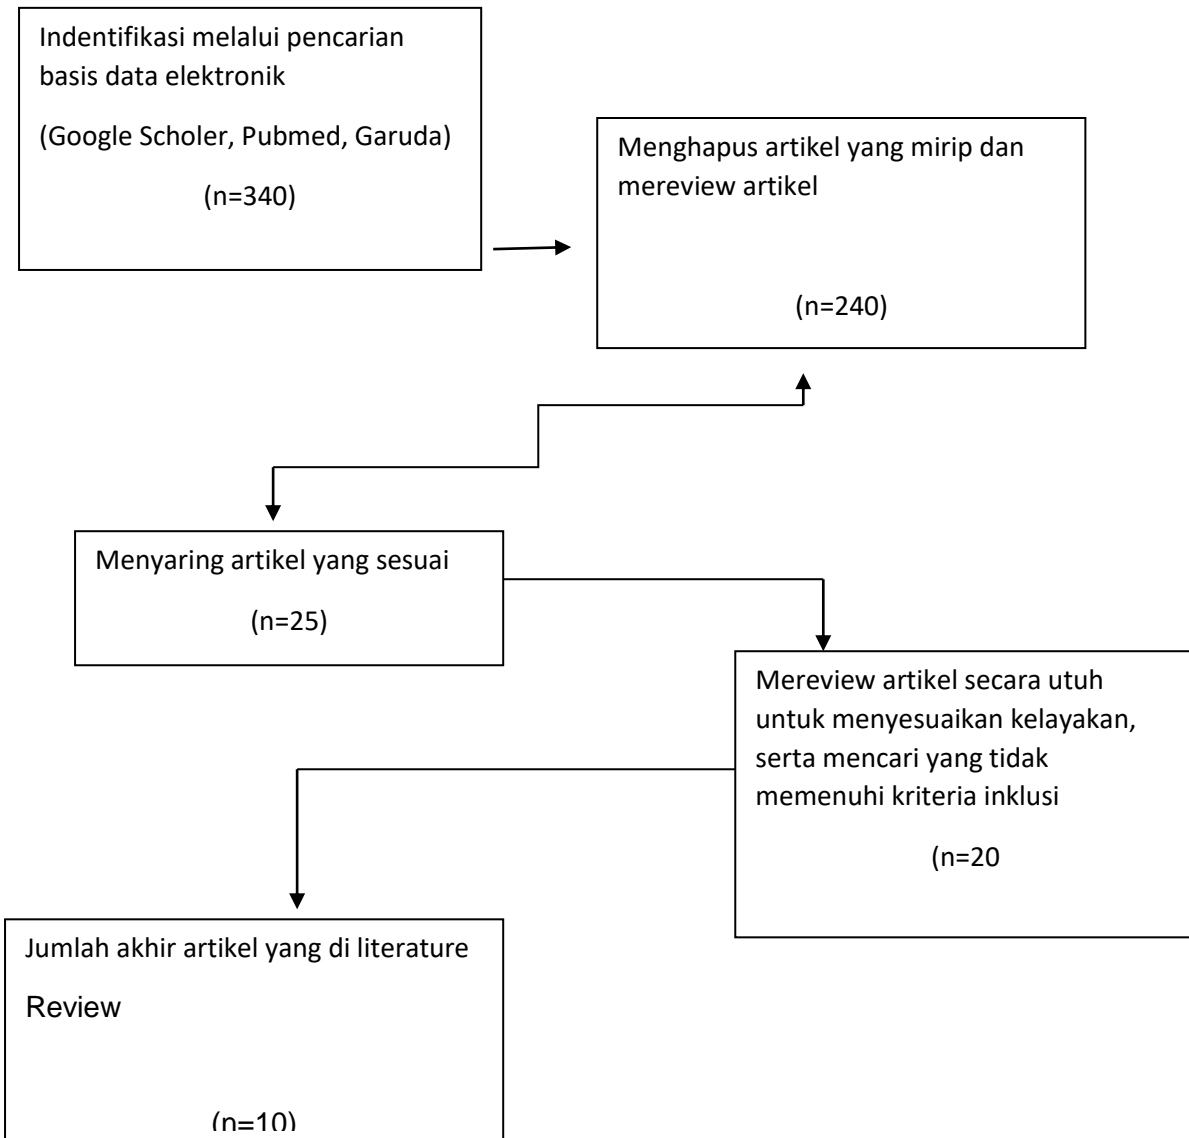 Indentifikasi melalui pencarian
basis data elektronik
(Google Scholer, Pubmed, Garuda)
(n=340)
Menghapus artikel yang mirip dan
mereview artikel
(n=240)
Menyaring artikel yang sesuai
(n=25)
Mereview artikel secara utuh
untuk menyesuaikan kelayakan,
serta mencari yang tidak
memenuhi kriteria inklusi
(n=20
Jumlah akhir artikel yang di literature
Review
(n=10)